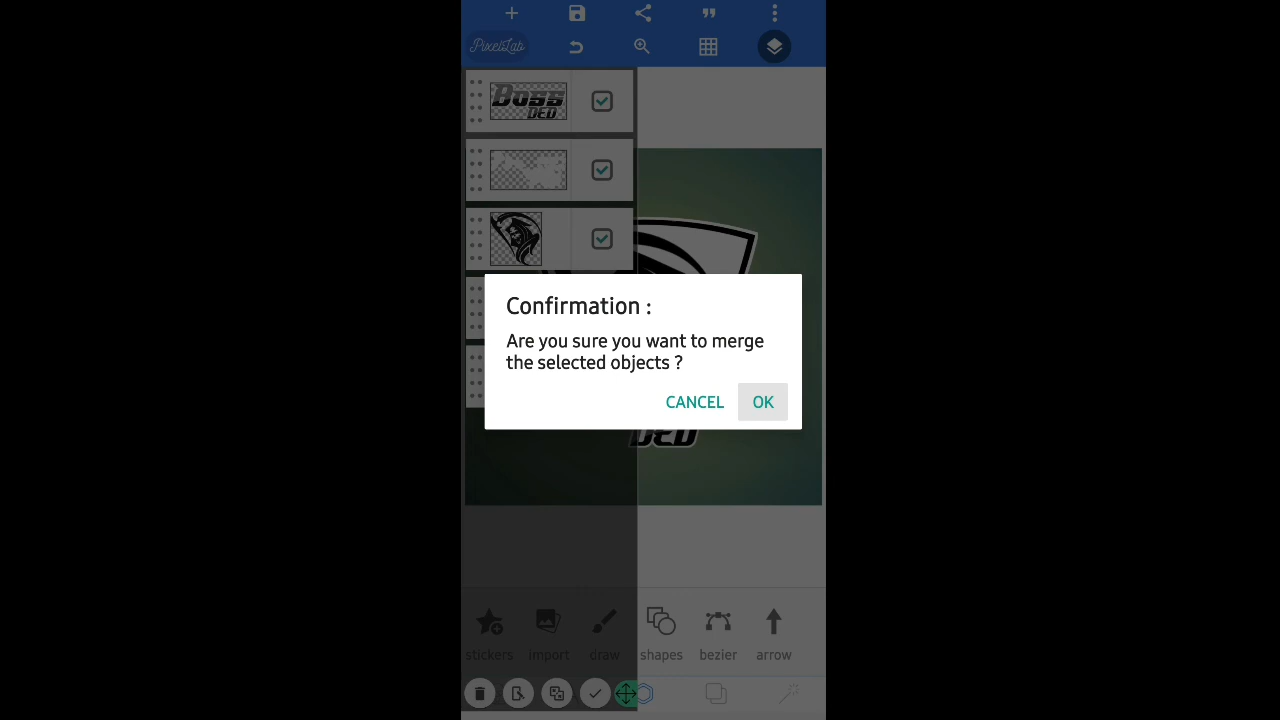 PixelLab
BOSS
DED
Confirmation :
Are you sure you want to merge
the selected objects ?
CANCEL OK
DED
stickers import draw shapes bezier arrow